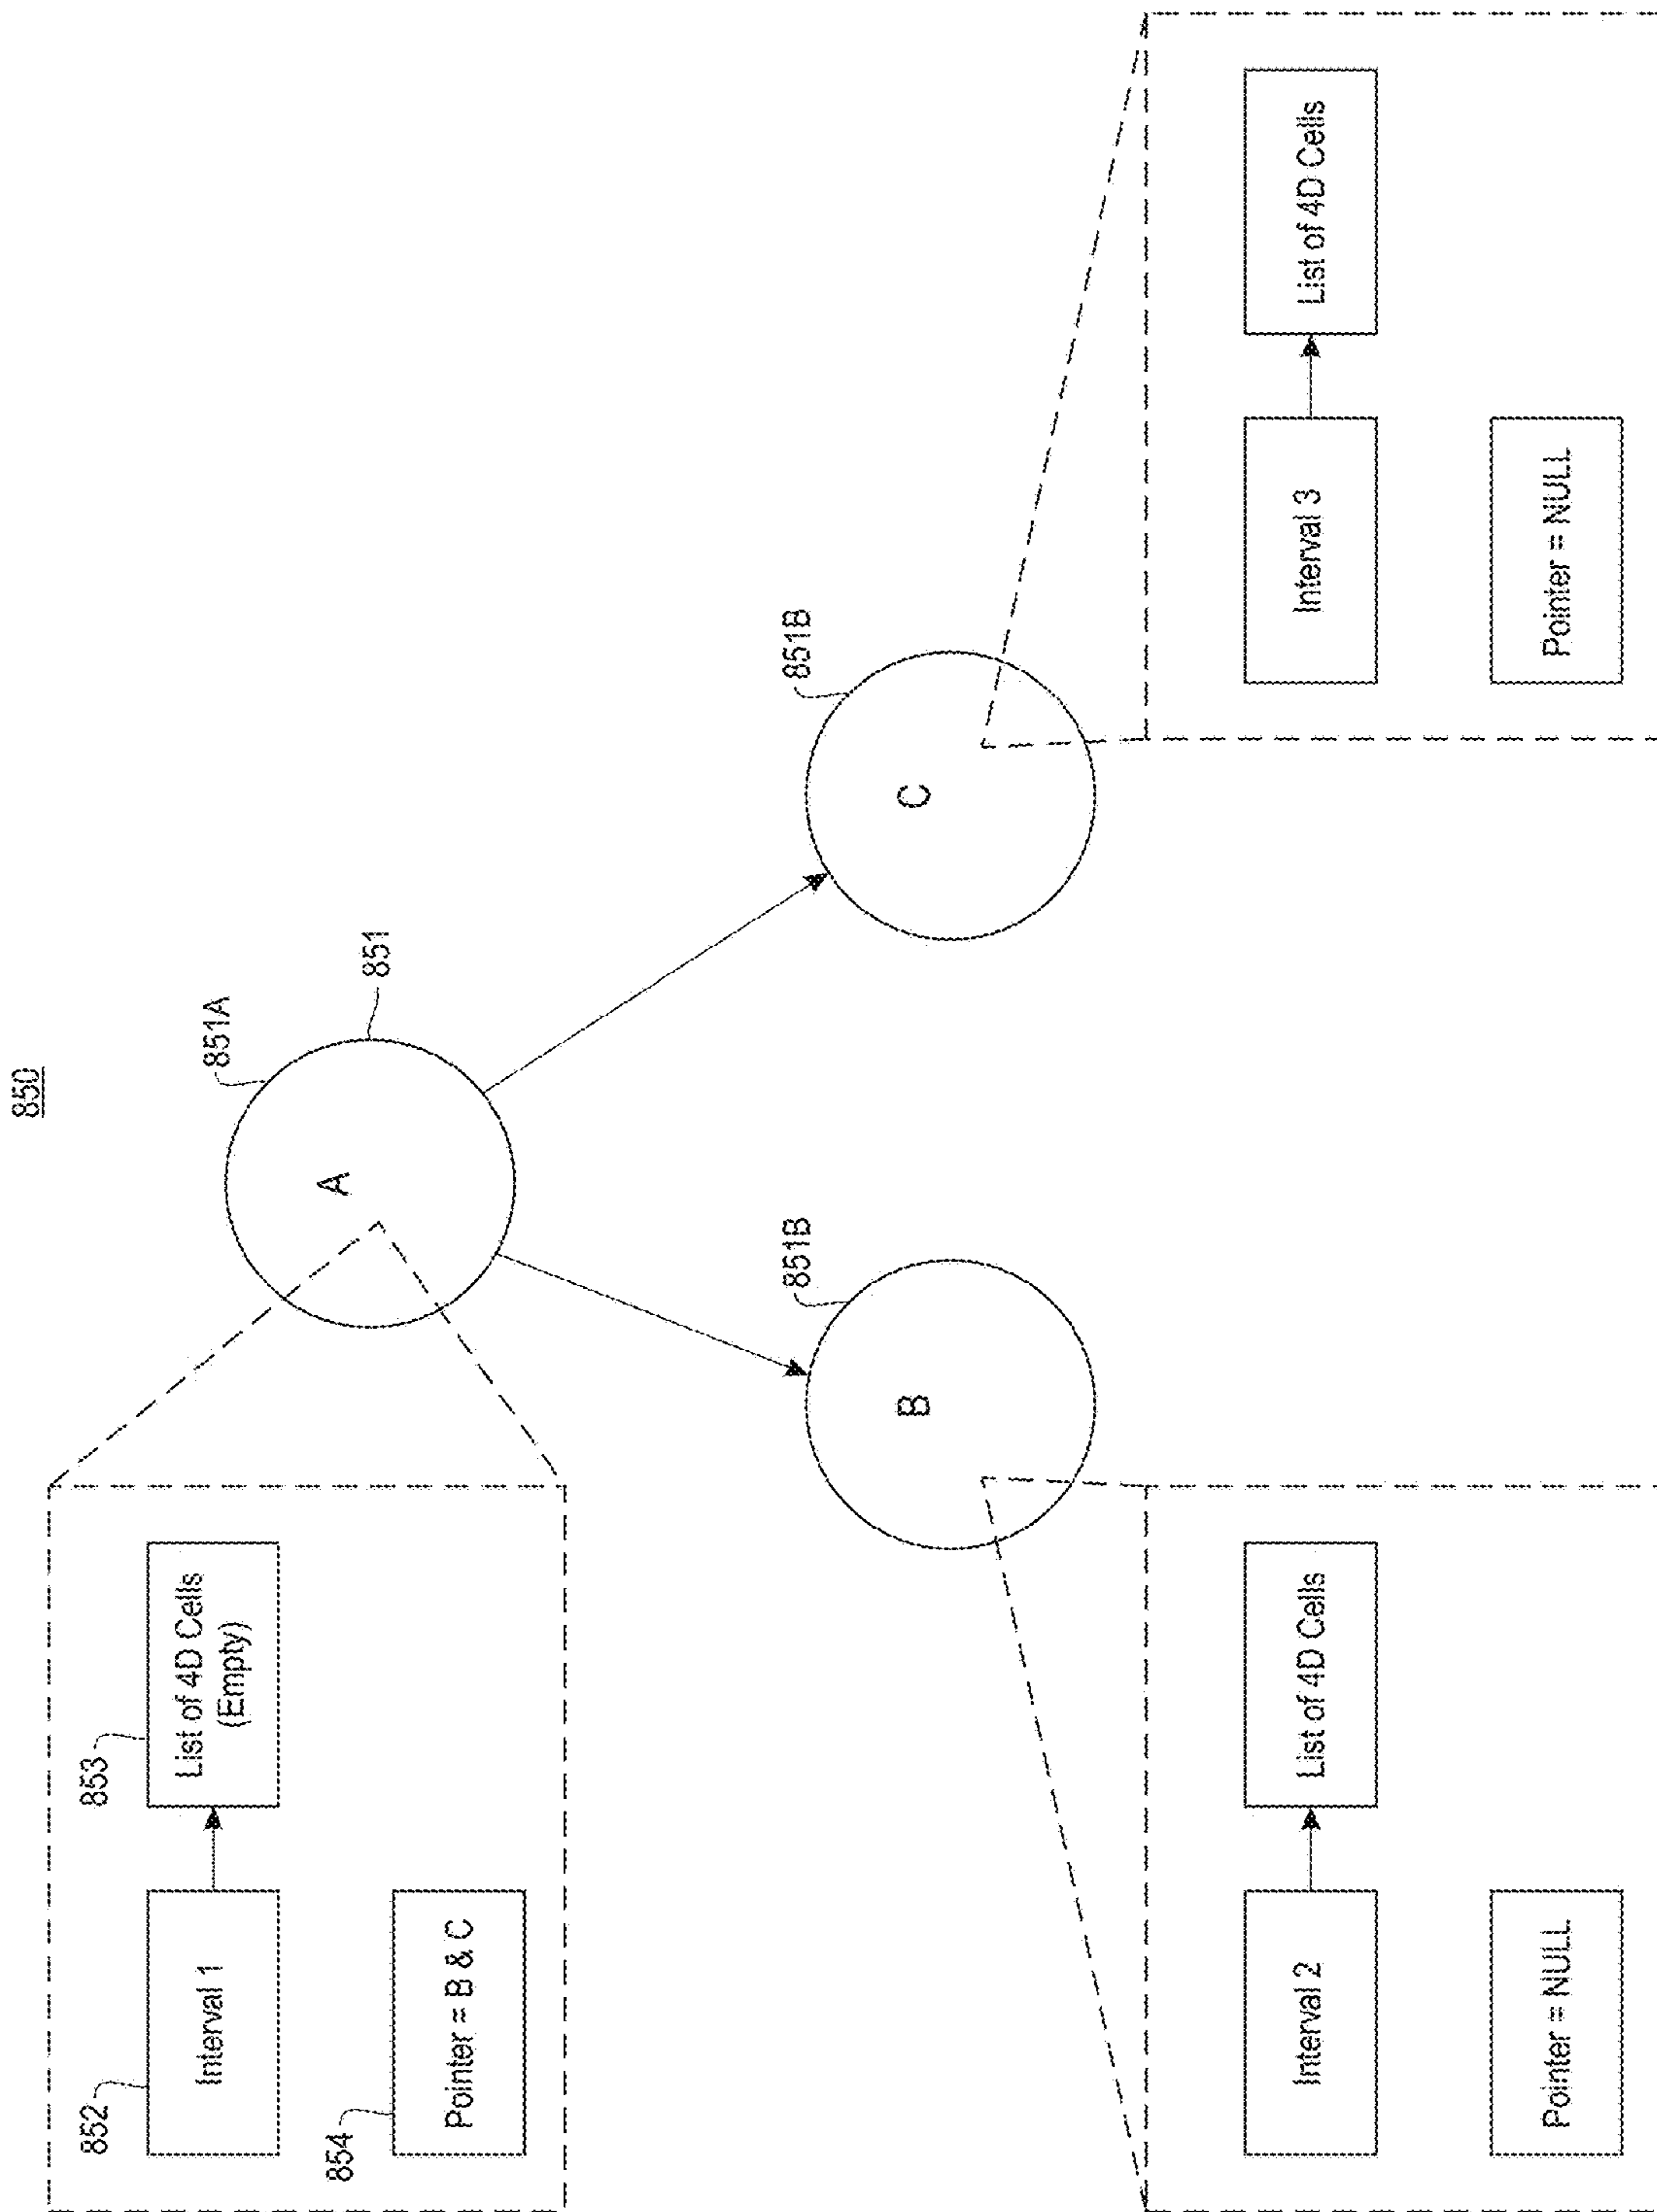 850
851A
851
A
852
Interval 1
853
List of 4D Cells
(Empty)
854
Pointer = B & C
851B
B
851B
C
Interval 2
List of 4D Cells
Pointer = NULL
Interval 3
List of 4D Cells
Pointer = NULL